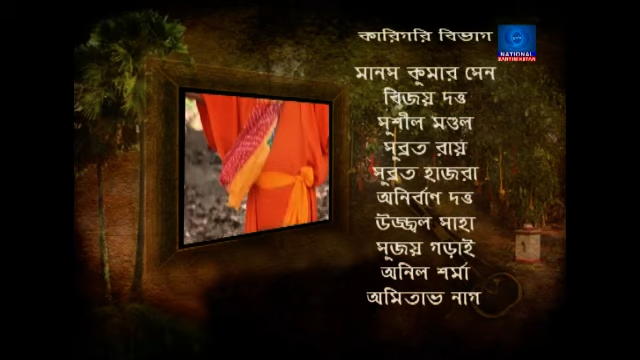 কারিগরি বিভাগ
NATIONAL
মানস কুমার সেন
বিজয় দত্ত
সুশীল মণ্ডল
সুব্রত রায়
সুব্রত হাজরা
অনির্বাণ দত্ত
উজ্জ্বল সাহা
সুজয় গড়াই
অনিল শর্মা
অমিতাভ নাগ